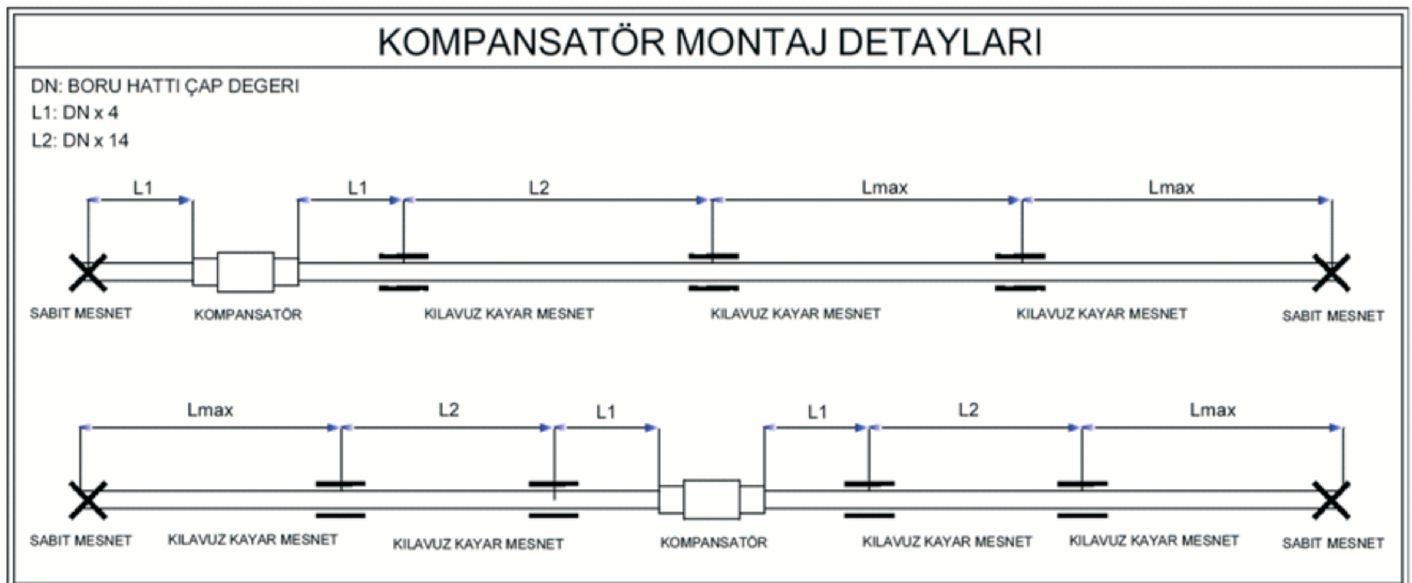 KOMPANSATÖR MONTAJ DETAYLARI
DN: BORU HATTI ÇAP DEGERI
L1: DN x 4
L2: DN x 14
L1 L1 L2 Lmax Lmax
SABIT MESNET KOMPANSATÖR KILAVUZ KAYAR MESNET KILAVUZ KAYAR MESNET KILAVUZ KAYAR MESNET SABIT MESNET
Lmax L2 L1 L1 L2 Lmax
SABIT MESNET KILAVUZ KAYAR MESNET KILAVUZ KAYAR MESNET KOMPANSATÖR KILAVUZ KAYAR MESNET KILAVUZ KAYAR MESNET SABIT MESNET